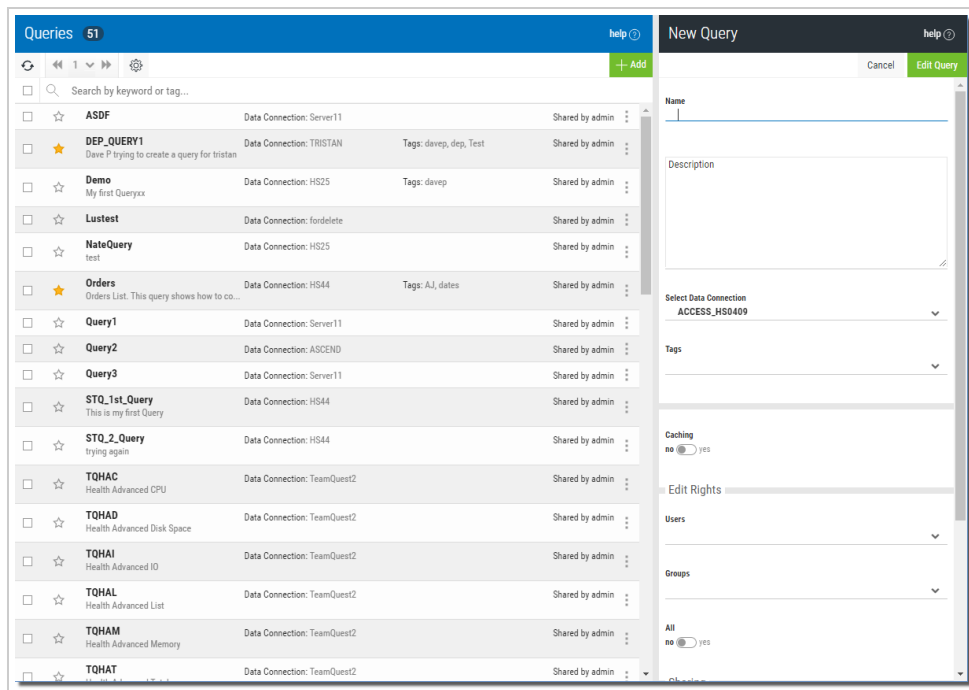 Queries 51 help ?
1
+ Add
Search by keyword or tag...
ASDF Data Connection: Server11 Shared by admin
DEP_QUERY1 Data Connection: TRISTAN Tags: davep, dep, Test Shared by admin
Dave P trying to create a query for tristan
Demo Data Connection: HS25 Tags: davep Shared by admin
My first Queryxx
Lustest Data Connection: fordelete Shared by admin
NateQuery Data Connection: HS25 Shared by admin
test
Orders Data Connection: HS44 Tags: AJ, dates Shared by admin
Orders List. This query shows how to co...
Query1 Data Connection: Server11 Shared by admin
Query2 Data Connection: ASCEND Shared by admin
Query3 Data Connection: Server11 Shared by admin
STQ_1st_Query Data Connection: HS44 Shared by admin
This is my first Query
STQ_2_Query Data Connection: HS44 Shared by admin
trying again
TQHAC Data Connection: TeamQuest2 Shared by admin
Health Advanced CPU
TQHAD Data Connection: TeamQuest2 Shared by admin
Health Advanced Disk Space
TQHAI Data Connection: TeamQuest2 Shared by admin
Health Advanced IO
TQHAL Data Connection: TeamQuest2 Shared by admin
Health Advanced List
TQHAM Data Connection: TeamQuest2 Shared by admin
Health Advanced Memory
TQHAT Data Connection: TeamQuest2 Shared by admin
New Query help ?
Cancel Edit Query
Name
Description
Select Data Connection
ACCESS_HS0409
Tags
Caching
no yes
Edit Rights
Users
Groups
All
no yes